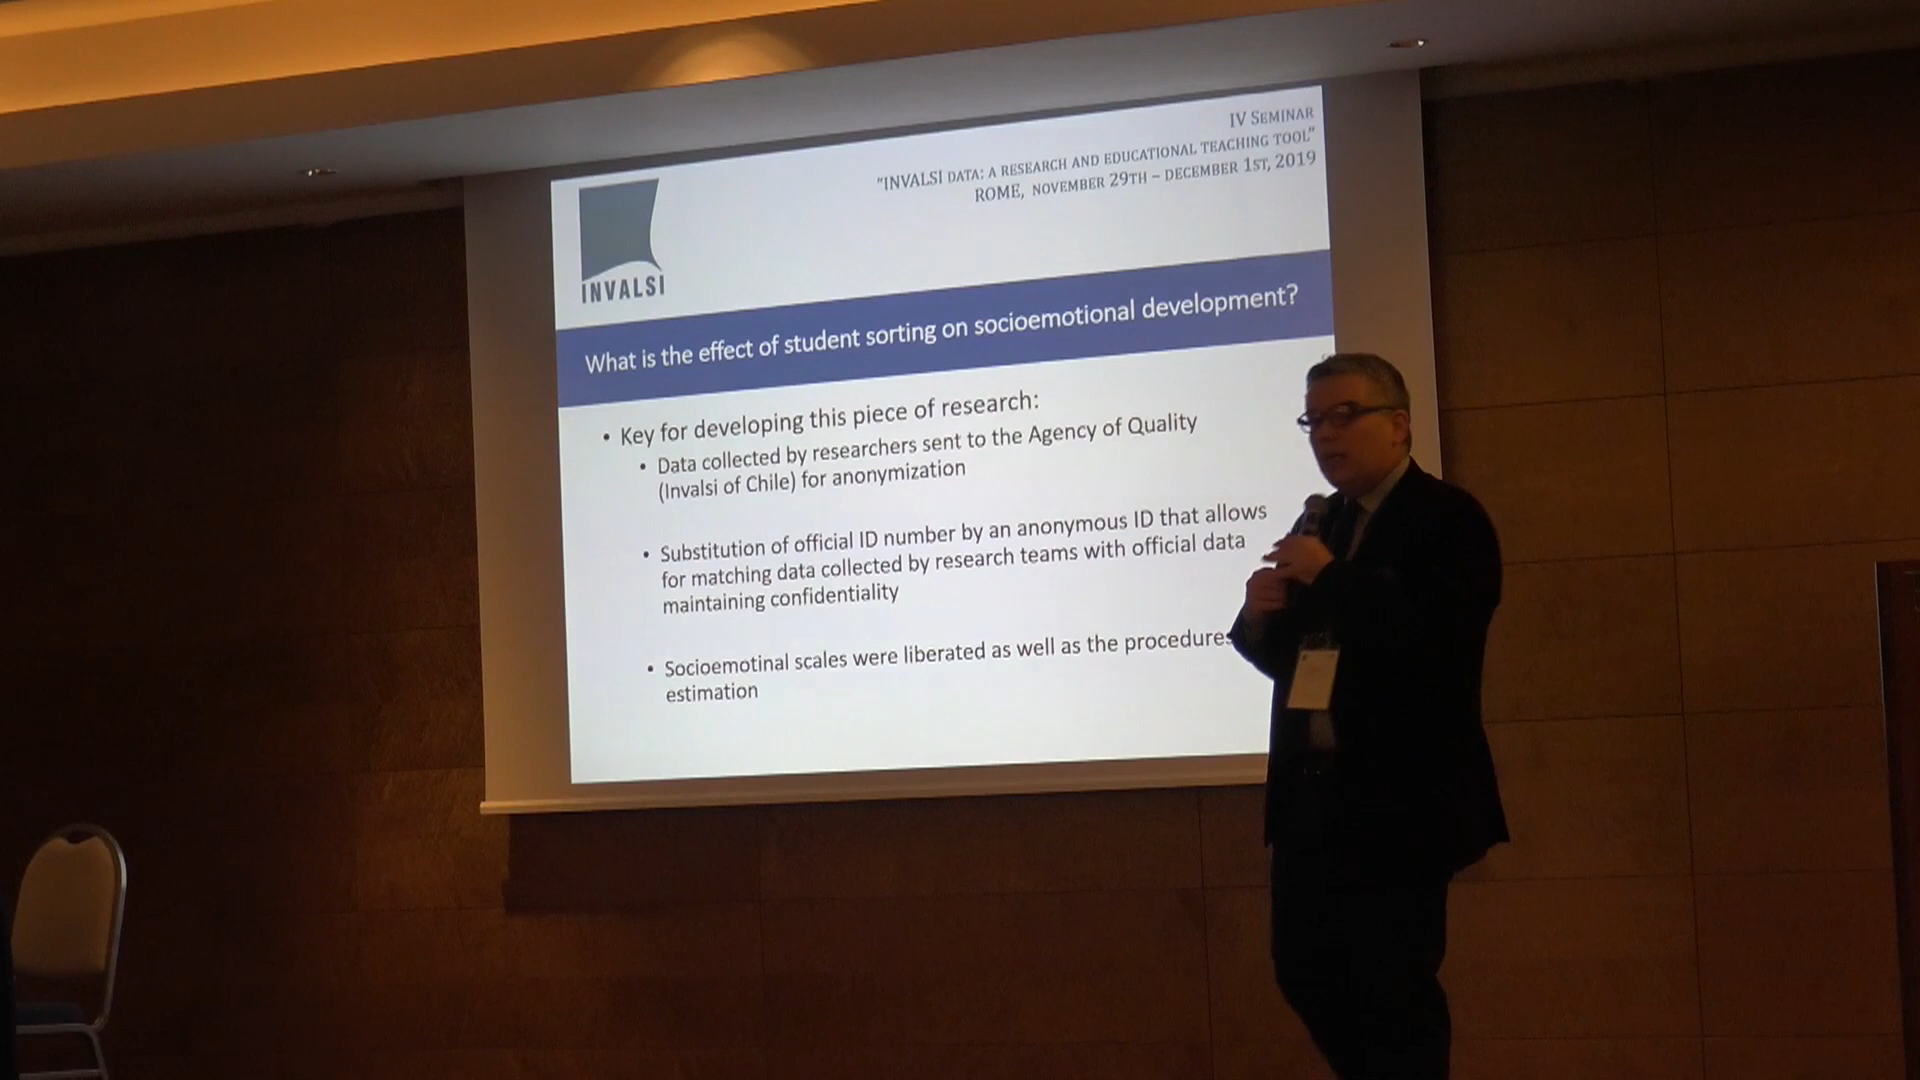 IV SEMINAR
"INVALSI DATA: A RESEARCH AND EDUCATIONAL TEACHING TOOL"
ROME, NOVEMBER 29TH – DECEMBER 1ST, 2019
INVALSI
What is the effect of student sorting on socioemotional development?
• Key for developing this piece of research:
• Data collected by researchers sent to the Agency of Quality
(Invalsi of Chile) for anonymization
• Substitution of official ID number by an anonymous ID that allows
for matching data collected by research teams with official data
maintaining confidentiality
• Socioemotinal scales were liberated as well as the procedures
estimation